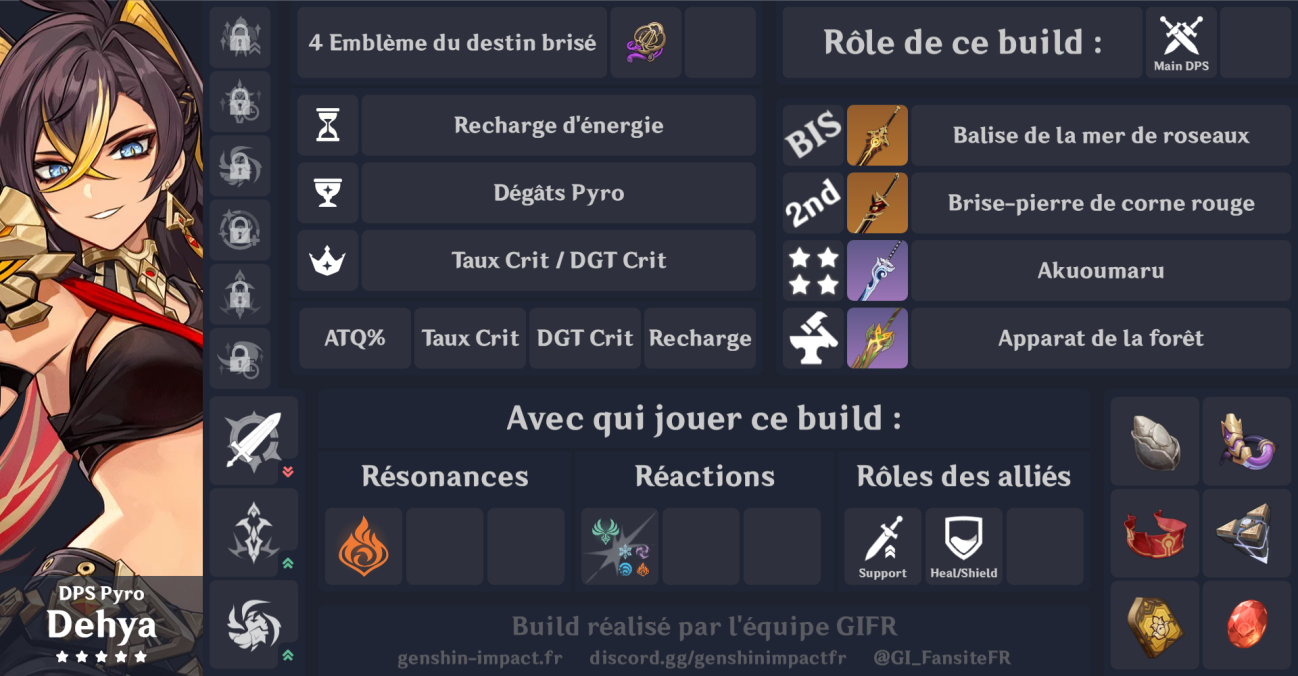 4 Emblème du destin brisé
Recharge d'énergie
Dégâts Pyro
Taux Crit / DGT Crit
ATQ%
Taux Crit
DGT Crit
Recharge
Rôle de ce build :
Main DPS
BIS
Balise de la mer de roseaux
2nd
Brise-pierre de corne rouge
Akuoumaru
Apparat de la forêt
Avec qui jouer ce build :
Résonances
Réactions
Rôles des alliés
Support
Heal/Shield
DPS Pyro
Dehya
Build réalisé par l'équipe GIFR
genshin-impact.fr
discord.gg/genshinimpactfr
@GI_FansiteFR